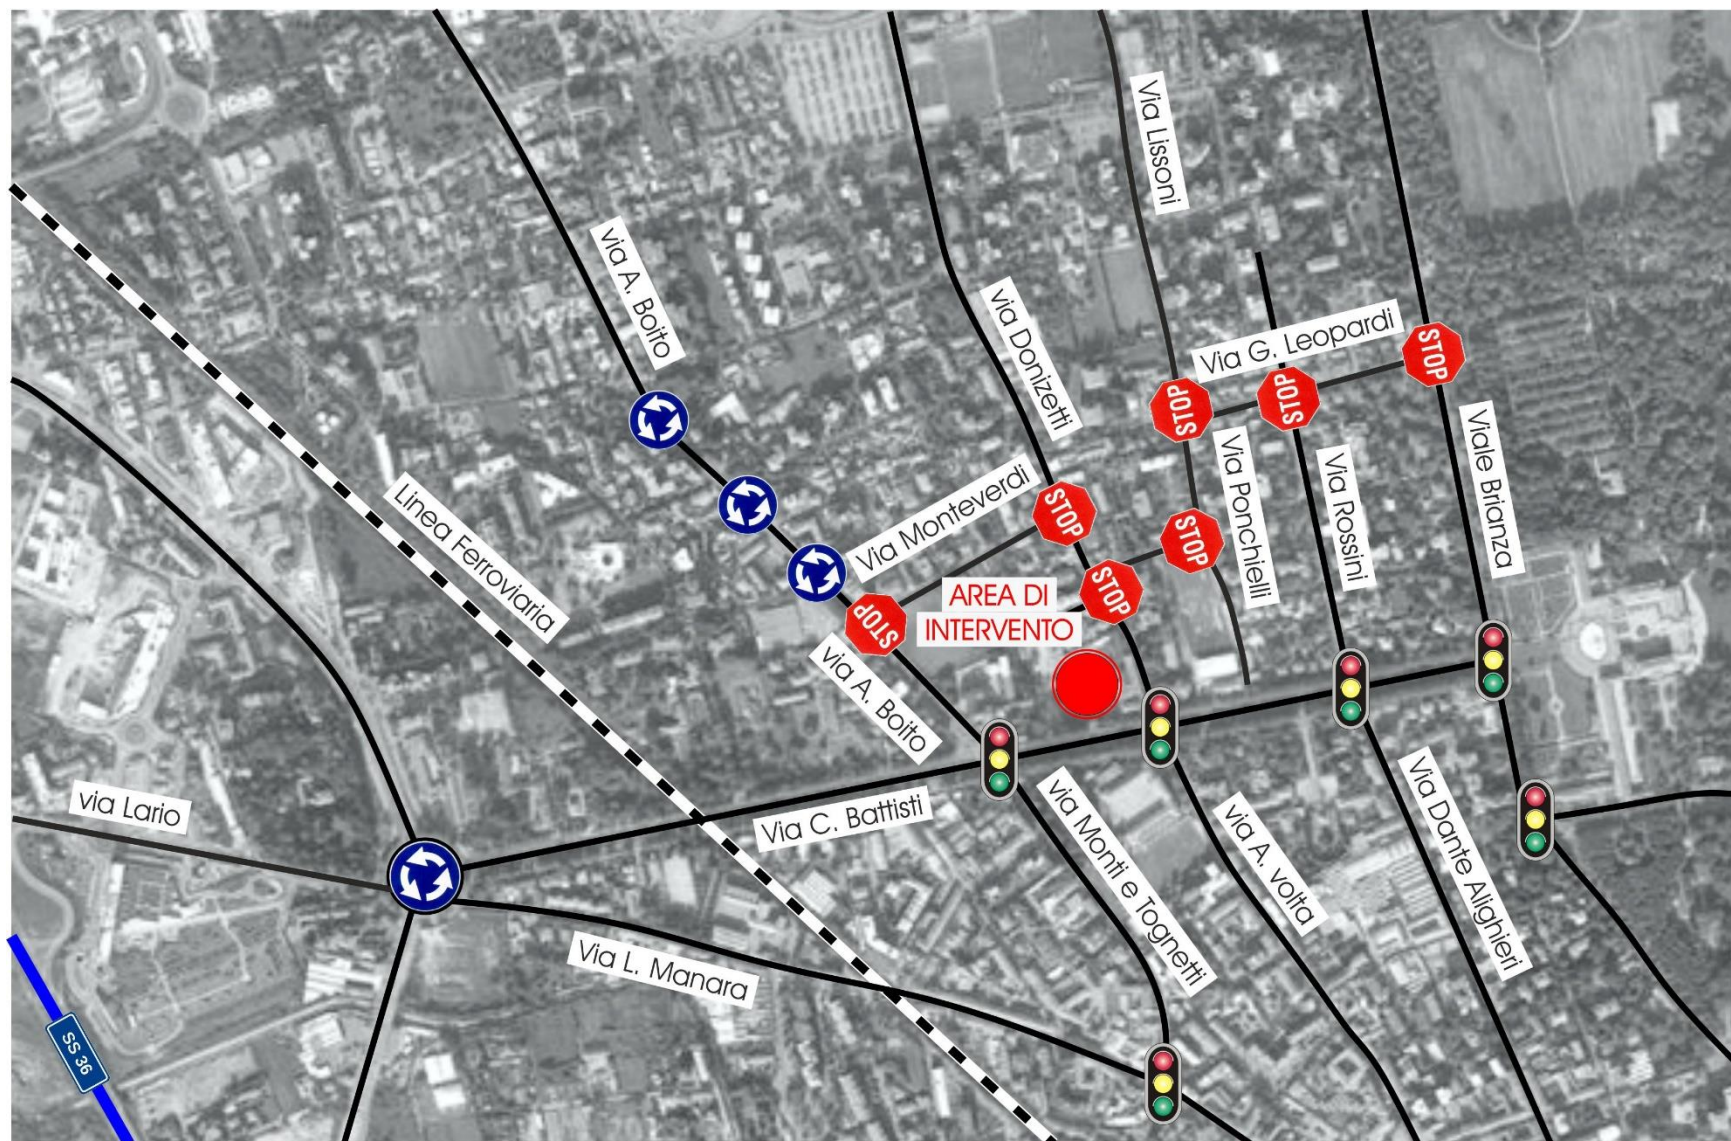 Via Lissoni
via A. Boito
via Donizetti
Via G. Leopardi
STOP
STOP
STOP
Viale Brianza
Via Ponchielli
Via Rossini
Linea Ferroviaria
Via Monteverdi
STOP
STOP
STOP
STOP
AREA DI
INTERVENTO
via A. Boito
via Lario
Via C. Battisti
via Monti e Tognetti
via A. volta
Via Dante Alighieri
Via L. Manara
SS 36